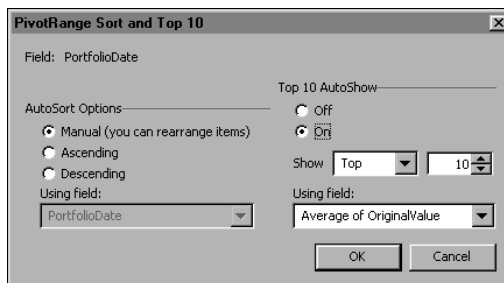 PivotRange Sort and Top 10
Field: PortfolioDate
AutoSort Options
Manual (you can rearrange items)
Ascending
Descending
Using field:
PortfolioDate
Top 10 AutoShow
Off
On
Show Top 10
Using field:
Average of OriginalValue
OK Cancel